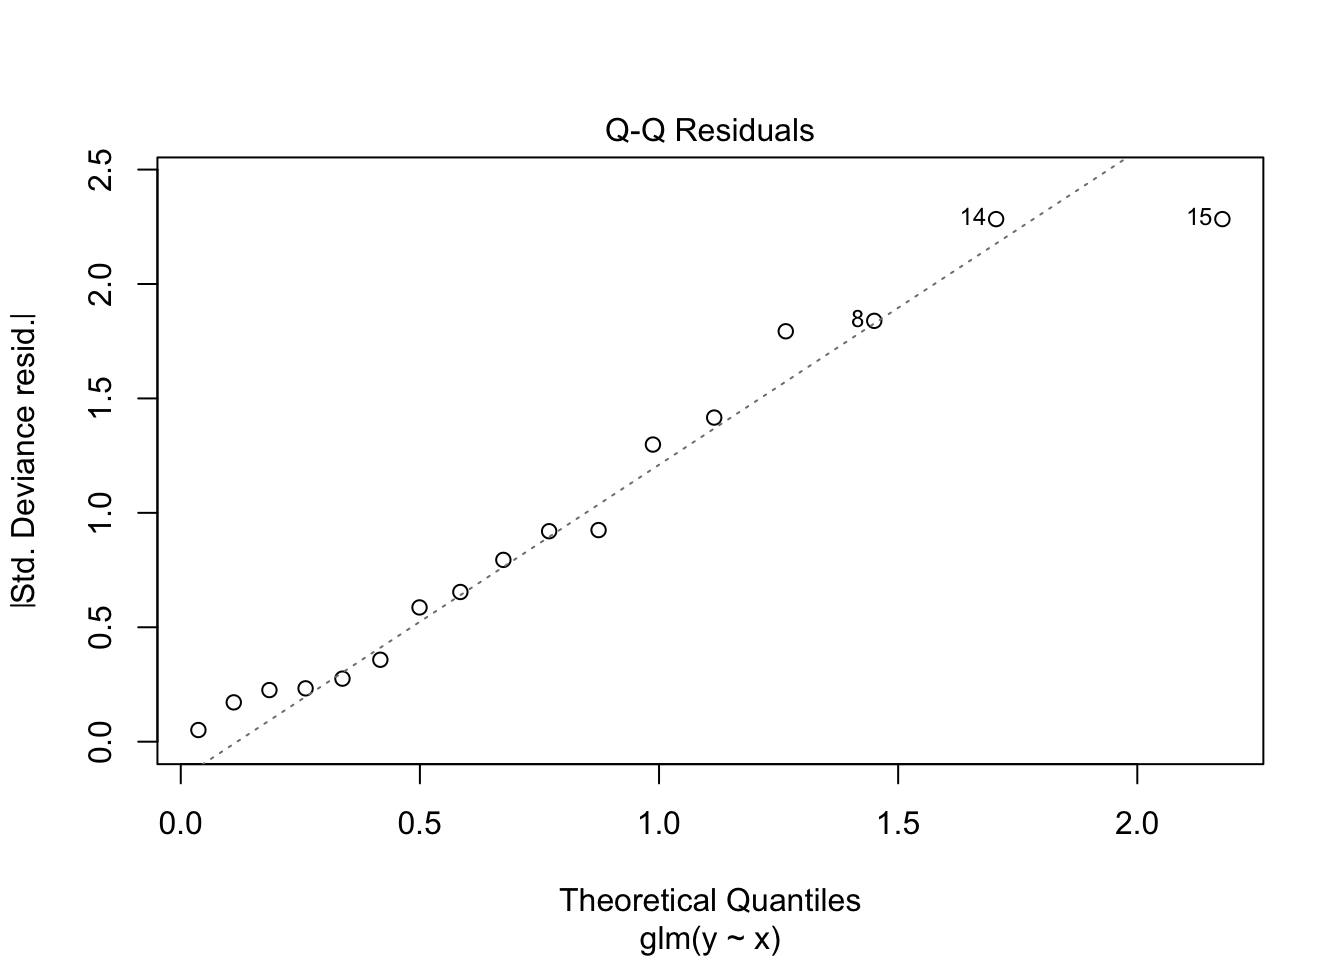 Q-Q Residuals
|Std. Deviance resid.|
2.5
2.0
1.5
1.0
0.5
0.0
14
15
8
0.0 0.5 1.0 1.5 2.0
Theoretical Quantiles
glm(y ~ x)